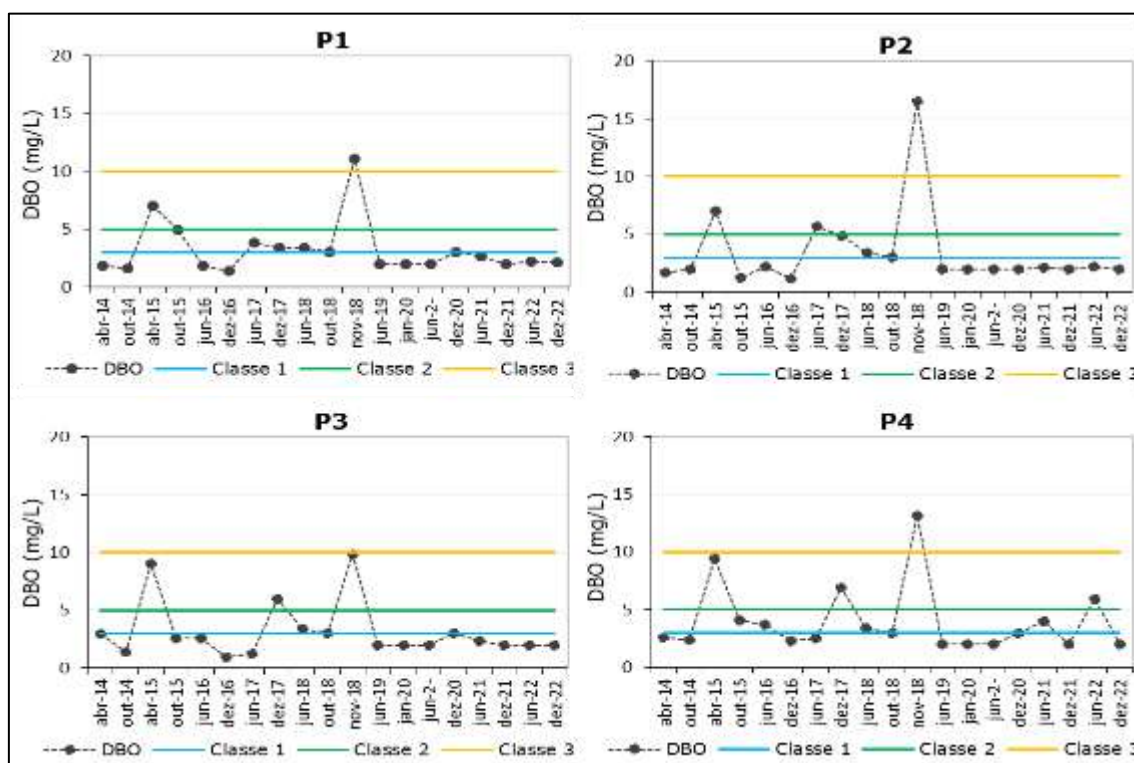 P1
DBO (mg/L)
20
15
10
5
0
abr-14
out-14
abr-15
out-15
jun-16
dez-16
jun-17
dez-17
jun-18
out-18
nov-18
jun-19
jan-20
jun-2-
dez-20
jun-21
dez-21
jun-22
dez-22
DBO Classe 1 Classe 2 Classe 3
P2
DBO (mg/L)
20
15
10
5
0
abr-14
out-14
abr-15
out-15
jun-16
dez-16
jun-17
dez-17
jun-18
out-18
nov-18
jun-19
jan-20
jun-2-
dez-20
jun-21
dez-21
jun-22
dez-22
DBO Classe 1 Classe 2 Classe 3
P3
DBO (mg/L)
20
15
10
5
0
abr-14
out-14
abr-15
out-15
jun-16
dez-16
jun-17
dez-17
jun-18
out-18
nov-18
jun-19
jan-20
jun-2-
dez-20
jun-21
dez-21
jun-22
dez-22
DBO Classe 1 Classe 2 Classe 3
P4
DBO (mg/L)
20
15
10
5
0
abr-14
out-14
abr-15
out-15
jun-16
dez-16
jun-17
dez-17
jun-18
out-18
nov-18
jun-19
jan-20
jun-2-
dez-20
jun-21
dez-21
jun-22
dez-22
DBO Classe 1 Classe 2 Classe 3